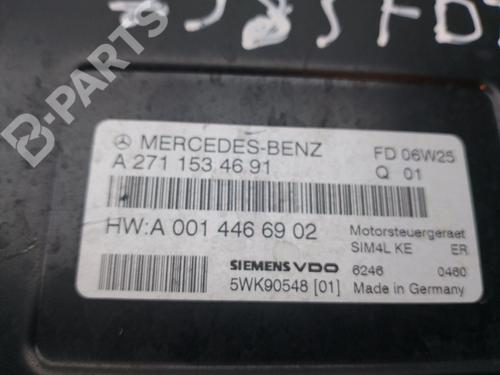 B-PARTS
MERCEDES-BENZ
FD 06W25
A 271 153 46 91
Q 01
HW:A 001 446 69 02
Motorsteuergeraet
SIM4L KE ER
SIEMENS VDO
6246 0460
5WK90548 [01]
Made in Germany